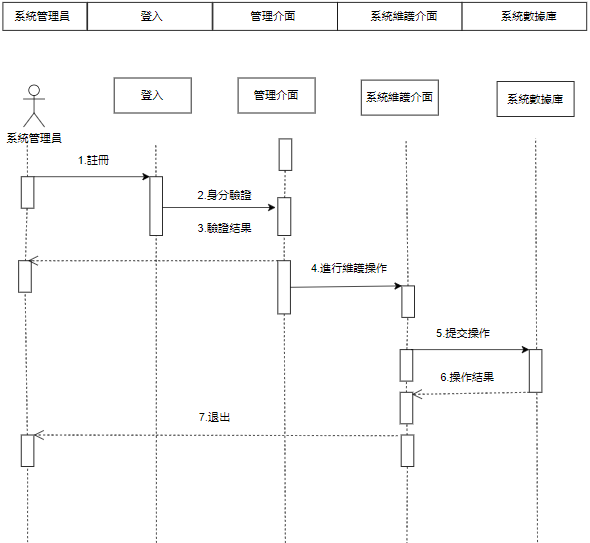 系統管理員
登入
管理介面
系統維護介面
系統數據庫
登入
管理介面
系統維護介面
系統數據庫
系統管理員
1.註冊
2.身分驗證
3.驗證結果
4.進行維護操作
5.提交操作
6.操作結果
7.退出